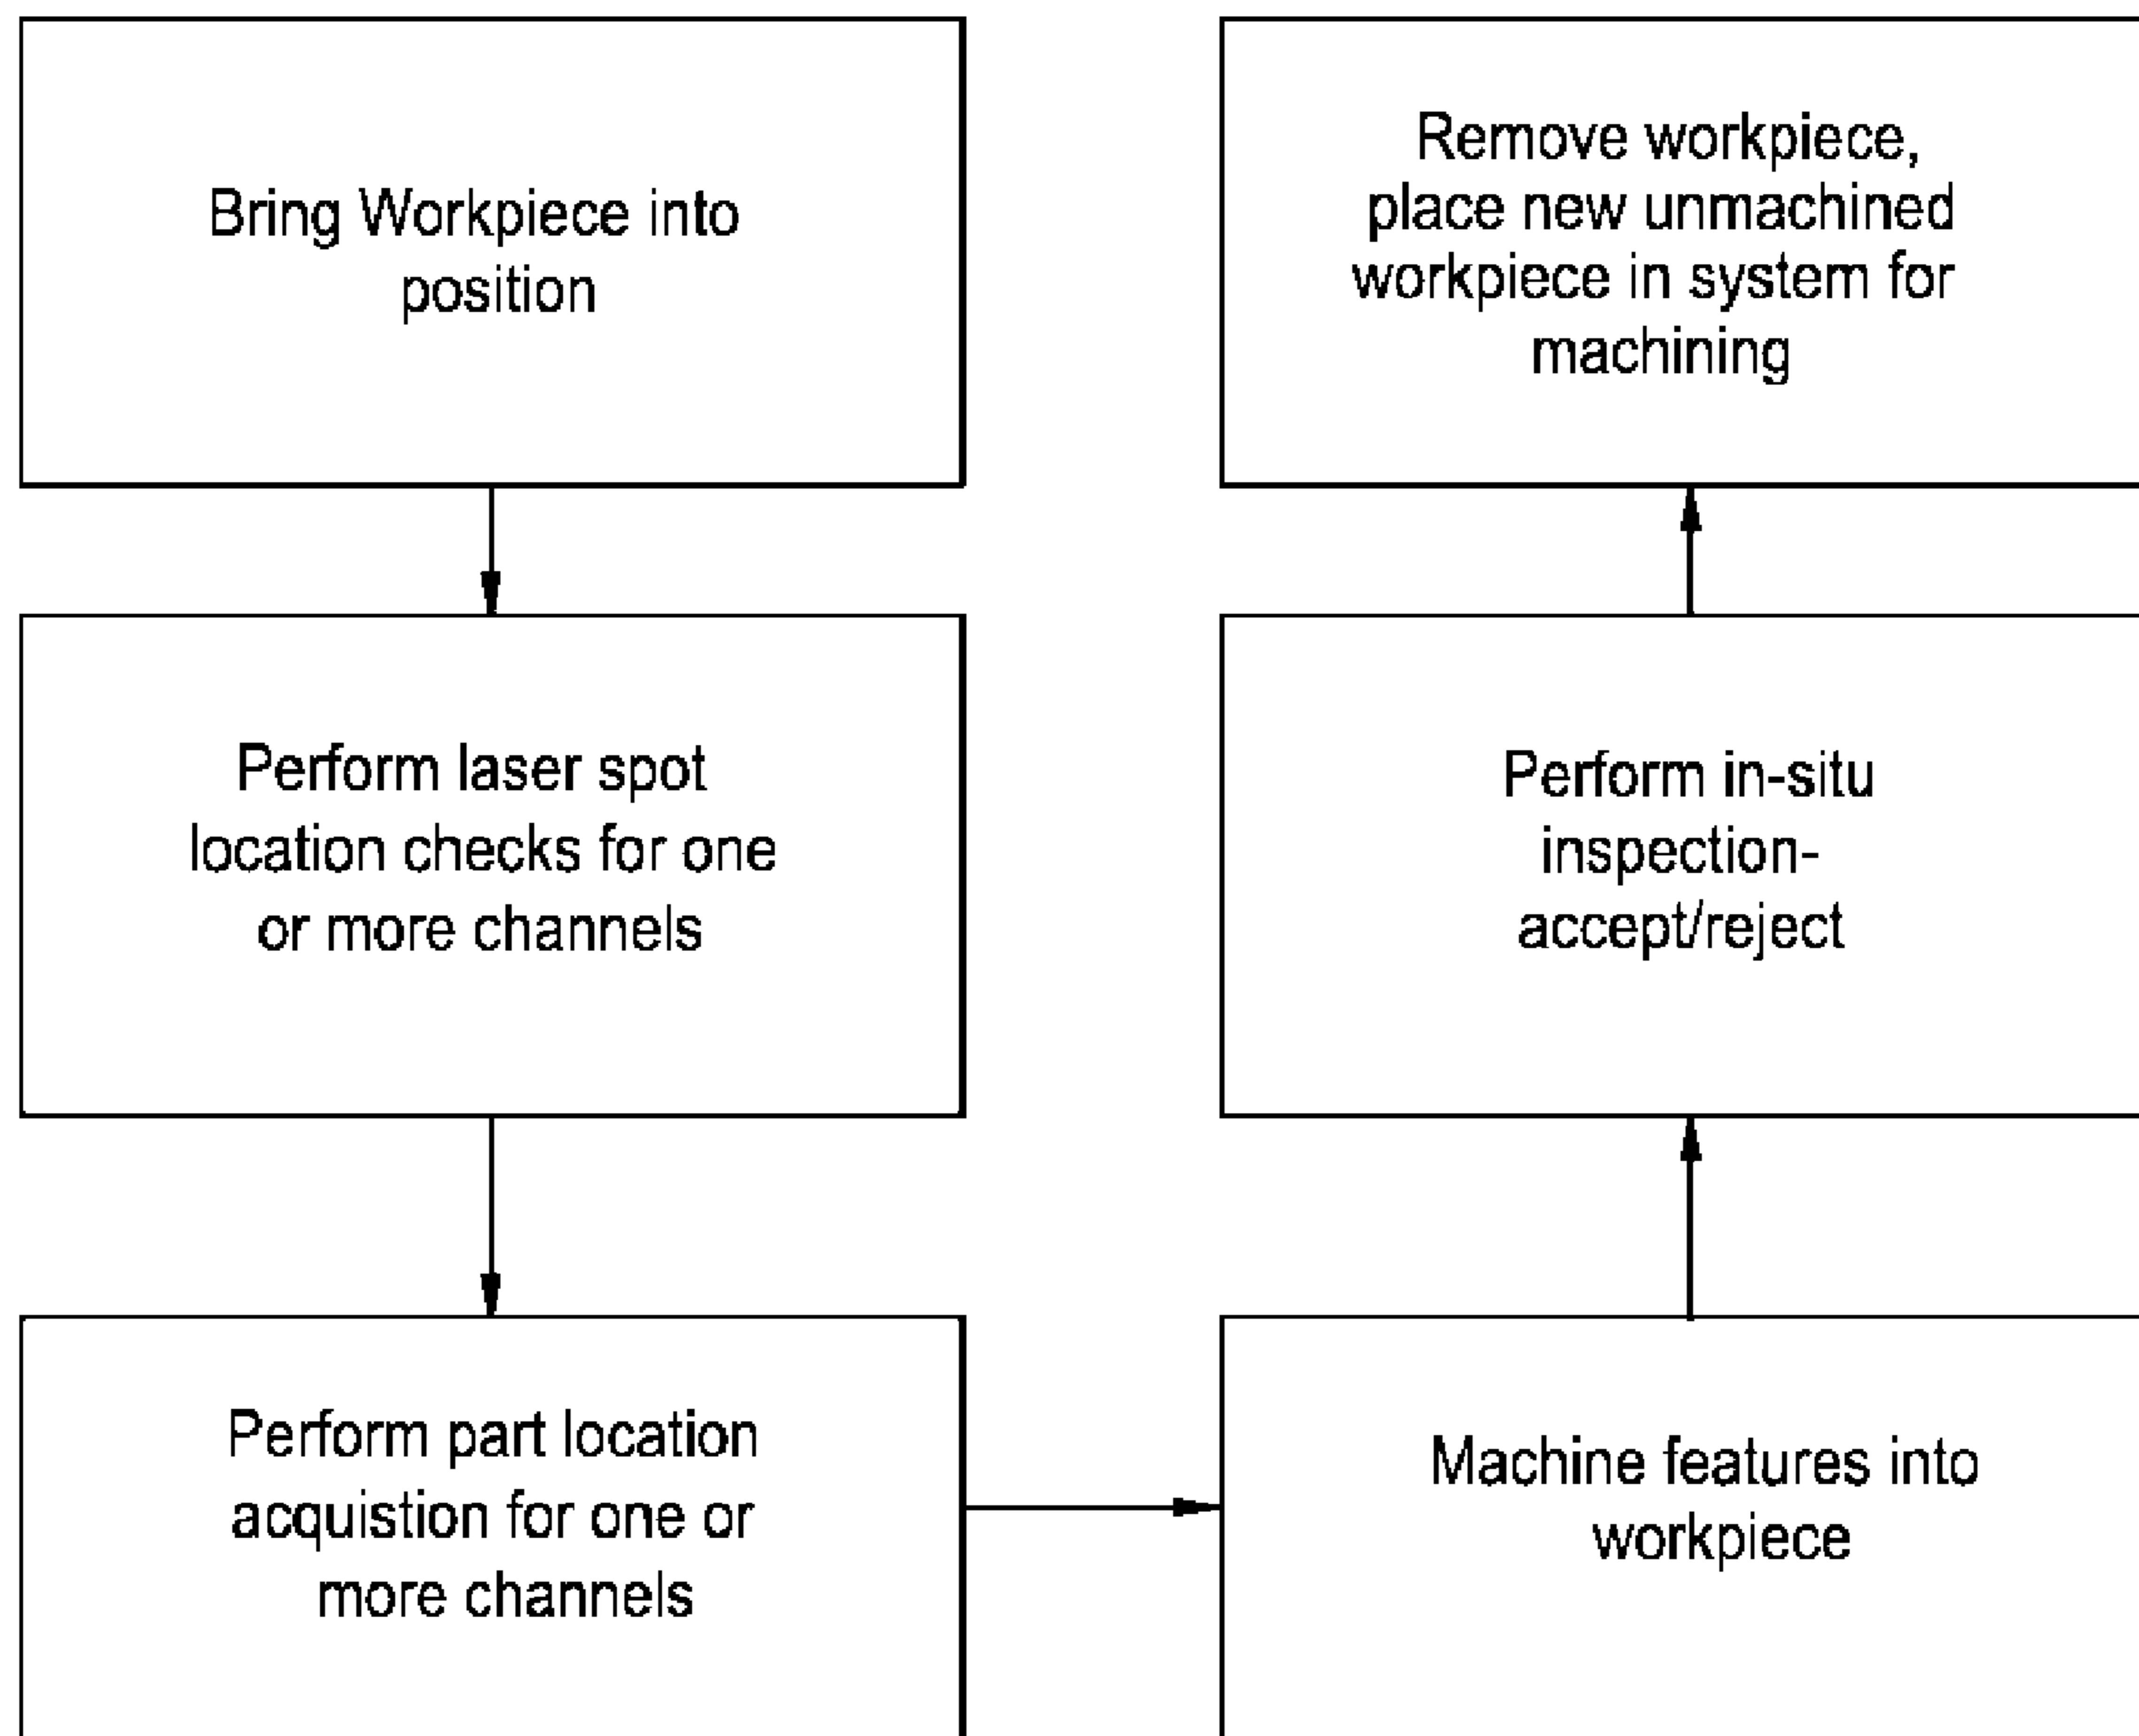 Bring Workpiece into
position
Perform laser spot
location checks for one
or more channels
Perform part location
acquistion for one or
more channels
Machine features into
workpiece
Perform in-situ
inspection-
accept/reject
Remove workpiece,
place new unmachined
workpiece in system for
machining